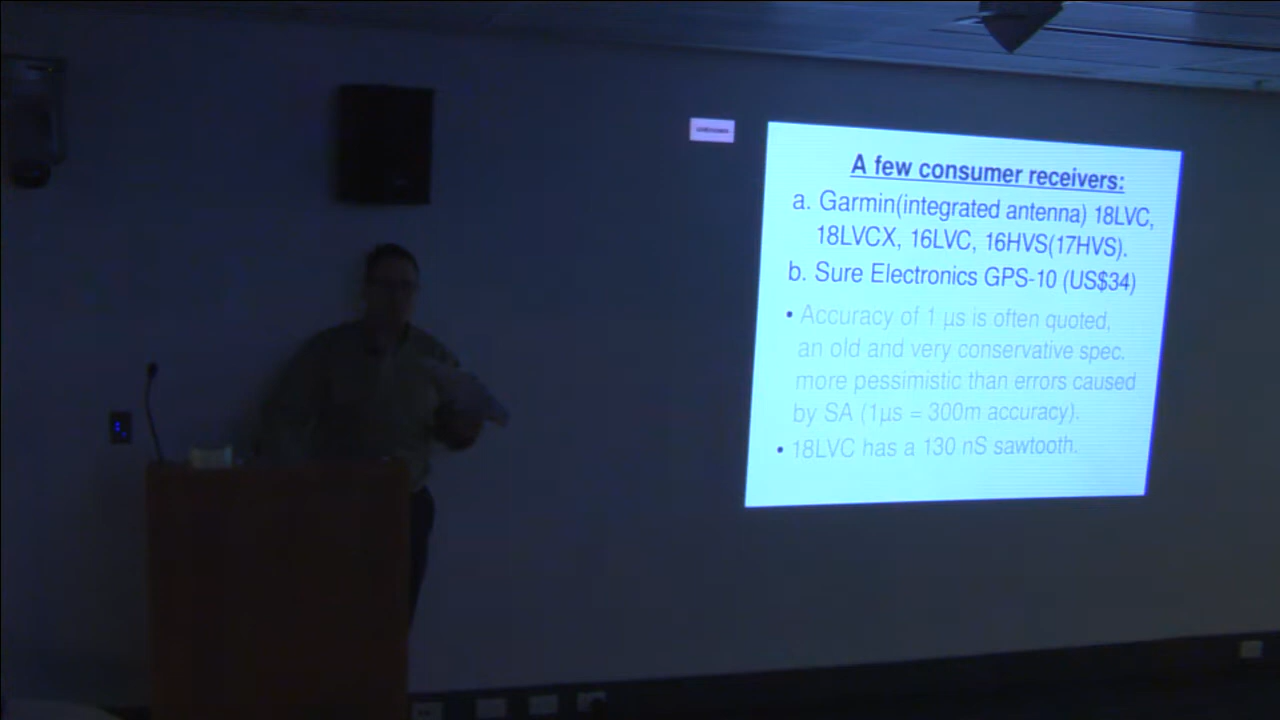 A few consumer receivers:
a. Garmin(integrated antenna) 18LVC,
18LVCX, 16LVC, 16HVS(17HVS).
b. Sure Electronics GPS-10 (US$34)
• Accuracy of 1 µs is often quoted,
an old and very conservative spec.
more pessimistic than errors caused
by SA (1µs = 300m accuracy).
• 18LVC has a 130 nS sawtooth.